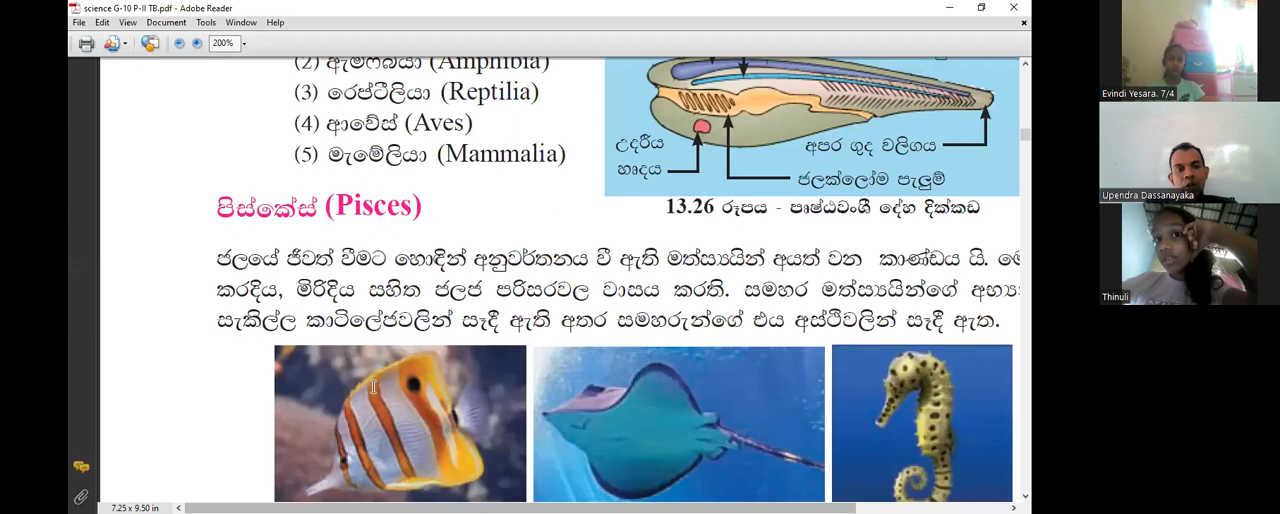 science G-10 P-II TB.pdf - Adobe Reader
File Edit View Document Tools Window Help
200%
(2) ඇමෆිබියා (Amphibia)
(3) රෙප්ටීලියා (Reptilia)
(4) ආවේස් (Aves)
(5) මැමේලියා (Mammalia)
උදරීය
හෘදය
අපර ගුද වලිගය
ජලක්ලෝම පැලුම්
13.26 රූපය - පෘෂ්ඨවංශී දේහ දික්කඩ
පිස්කේස් (Pisces)
ජලයේ ජීවත් වීමට හොඳින් අනුවර්තනය වී ඇති මත්ස්‍යයින් අයත් වන කාණ්ඩය යි.
කරදිය, මිරිදිය සහිත ජලජ පරිසරවල වාසය කරති. සමහර මත්ස්‍යයින්ගේ
සැකිල්ල කාටිලේජවලින් සෑදී ඇති අතර සමහරුන්ගේ එය අස්ථිවලින් සෑදී ඇත.
7.25 x 9.50 in
Evindi Yesara. 7/4
Upendra Dassanayaka
Thinuli